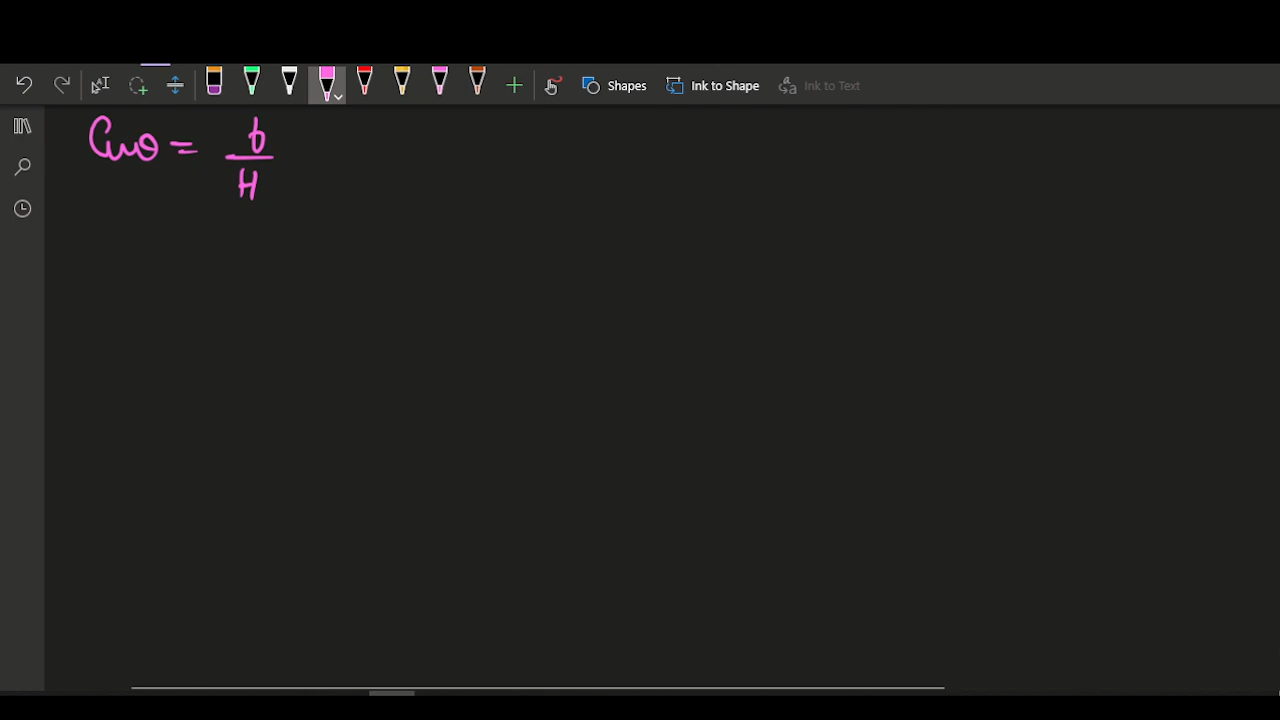 Shapes Ink to Shape Ink to Text
Cosθ = b
H